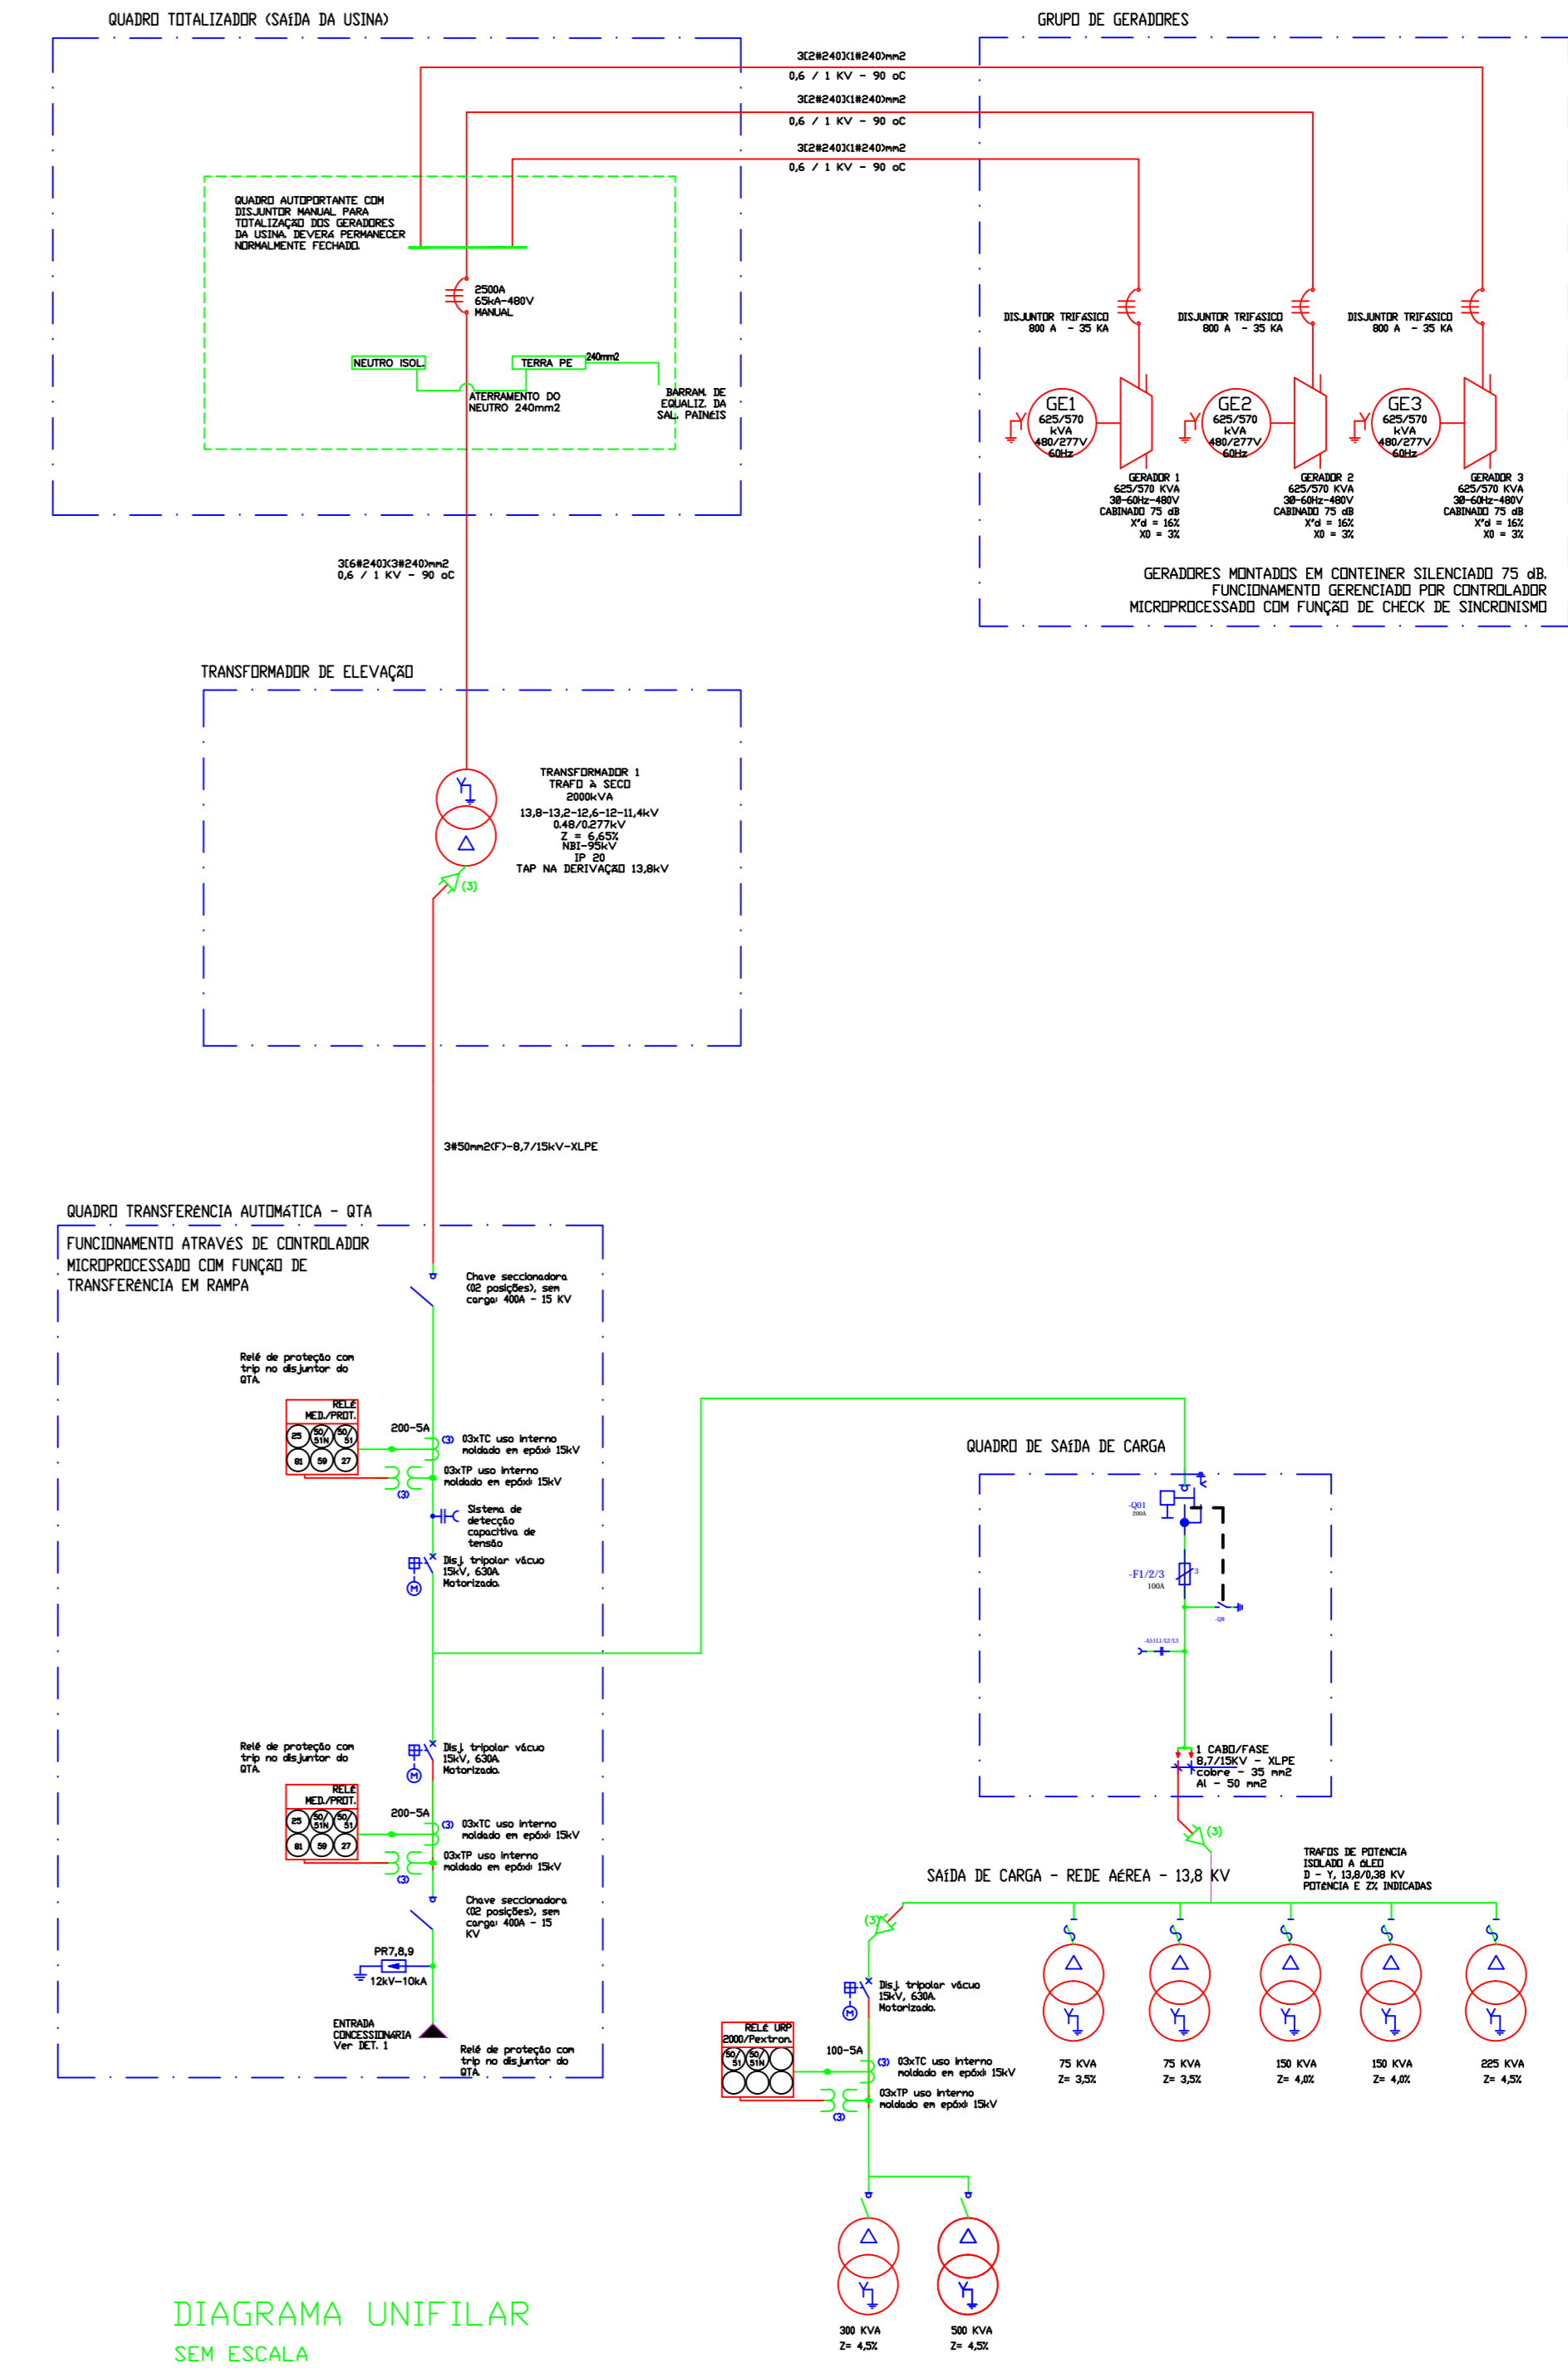 QUADRO TOTALIZADOR (SAÍDA DA USINA)
GRUPO DE GERADORES
3[2#240](1#240)mm2
0,6 / 1 KV - 90 oC
3[2#240](1#240)mm2
0,6 / 1 KV - 90 oC
3[2#240](1#240)mm2
0,6 / 1 KV - 90 oC
QUADRO AUTOPORTANTE COM
DISJUNTOR MANUAL PARA
TOTALIZAÇÃO DOS GERADORES
DA USINA. DEVERÁ PERMANECER
NORMALMENTE FECHADO.
2500A
65kA-480V
MANUAL
NEUTRO ISOL.
TERRA PE
240mm2
ATERRAMENTO DO
NEUTRO 240mm2
BARRAM. DE
EQUALIZ. DA
SAL. PAINÉIS
DISJUNTOR TRIFÁSICO
800 A - 35 KA
DISJUNTOR TRIFÁSICO
800 A - 35 KA
DISJUNTOR TRIFÁSICO
800 A - 35 KA
GE1
625/570
kVA
480/277V
60Hz
GE2
625/570
kVA
480/277V
60Hz
GE3
625/570
kVA
480/277V
60Hz
GERADOR 1
625/570 KVA
3Ø-60Hz-480V
CABINADO 75 dB
X"d = 16%
X0 = 3%
GERADOR 2
625/570 KVA
3Ø-60Hz-480V
CABINADO 75 dB
X"d = 16%
X0 = 3%
GERADOR 3
625/570 KVA
3Ø-60Hz-480V
CABINADO 75 dB
X"d = 16%
X0 = 3%
GERADORES MONTADOS EM CONTEINER SILENCIADO 75 dB.
FUNCIONAMENTO GERENCIADO POR CONTROLADOR
MICROPROCESSADO COM FUNÇÃO DE CHECK DE SINCRONISMO
3[6#240](3#240)mm2
0,6 / 1 KV - 90 oC
TRANSFORMADOR DE ELEVAÇÃO
TRANSFORMADOR 1
TRAFO À SECO
2000kVA
13,8-13,2-12,6-12-11,4kV
0.48/0.277kV
Z = 6,65%
NBI-95kV
IP 20
TAP NA DERIVAÇÃO 13,8kV
(3)
3#50mm2(F)-8,7/15kV-XLPE
QUADRO TRANSFERÊNCIA AUTOMÁTICA - QTA
FUNCIONAMENTO ATRAVÉS DE CONTROLADOR
MICROPROCESSADO COM FUNÇÃO DE
TRANSFERÊNCIA EM RAMPA
Chave seccionadora
(02 posições), sem
carga: 400A - 15 KV
Relé de proteção com
trip no disjuntor do
QTA.
RELÉ
MED./PROT.
25 50/51N 50/51
81 59 27
200-5A
(3) 03xTC uso interno
moldado em epóxi: 15kV
03xTP uso interno
moldado em epóxi: 15kV
(3)
Sistema de
detecção
capacitiva de
tensão
Disj. tripolar vácuo
15kV, 630A.
Motorizado.
M
QUADRO DE SAÍDA DE CARGA
-Q01
200A
-F1/2/3
100A
3
-Q8
-A51L1/L2/L3
1 CABO/FASE
8,7/15KV - XLPE
cobre - 35 mm2
Al - 50 mm2
(3)
Relé de proteção com
trip no disjuntor do
QTA.
Disj. tripolar vácuo
15kV, 630A.
Motorizado.
M
RELÉ
MED./PROT.
25 50/51N 50/51
81 59 27
200-5A
(3) 03xTC uso interno
moldado em epóxi: 15kV
03xTP uso interno
moldado em epóxi: 15kV
(3)
Chave seccionadora
(02 posições), sem
carga: 400A - 15
KV
PR7,8,9
12kV-10kA
ENTRADA
CONCESSIONÁRIA
Ver DET. 1
Relé de proteção com
trip no disjuntor do
QTA.
SAÍDA DE CARGA - REDE AÉREA - 13,8 KV
TRAFOS DE POTÊNCIA
ISOLADO A ÓLEO
D - Y, 13,8/0,38 KV
POTÊNCIA E Z% INDICADAS
(3)
Disj. tripolar vácuo
15kV, 630A.
Motorizado.
M
RELÉ URP
2000/Pextron.
50/51 50/51N
100-5A
(3) 03xTC uso interno
moldado em epóxi: 15kV
03xTP uso interno
moldado em epóxi: 15kV
(3)
75 KVA
Z= 3,5%
75 KVA
Z= 3,5%
150 KVA
Z= 4,0%
150 KVA
Z= 4,0%
225 KVA
Z= 4,5%
300 KVA
Z= 4,5%
500 KVA
Z= 4,5%
DIAGRAMA UNIFILAR
SEM ESCALA